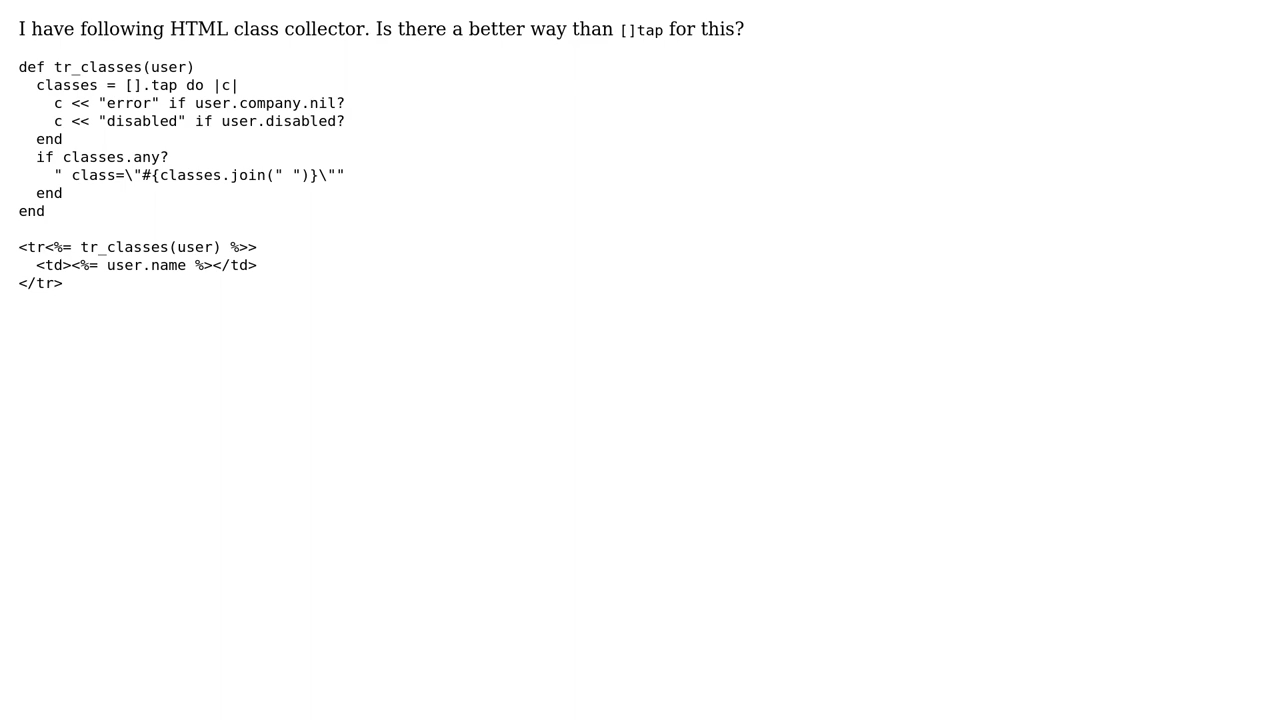 I have following HTML class collector. Is there a better way than []tap for this?
def tr_classes(user)
  classes = [].tap do |c|
    c << "error" if user.company.nil?
    c << "disabled" if user.disabled?
  end
  if classes.any?
    " class=\"#{classes.join(" ")}\""
  end
end

<tr<%= tr_classes(user) %>>
  <td><%= user.name %></td>
</tr>